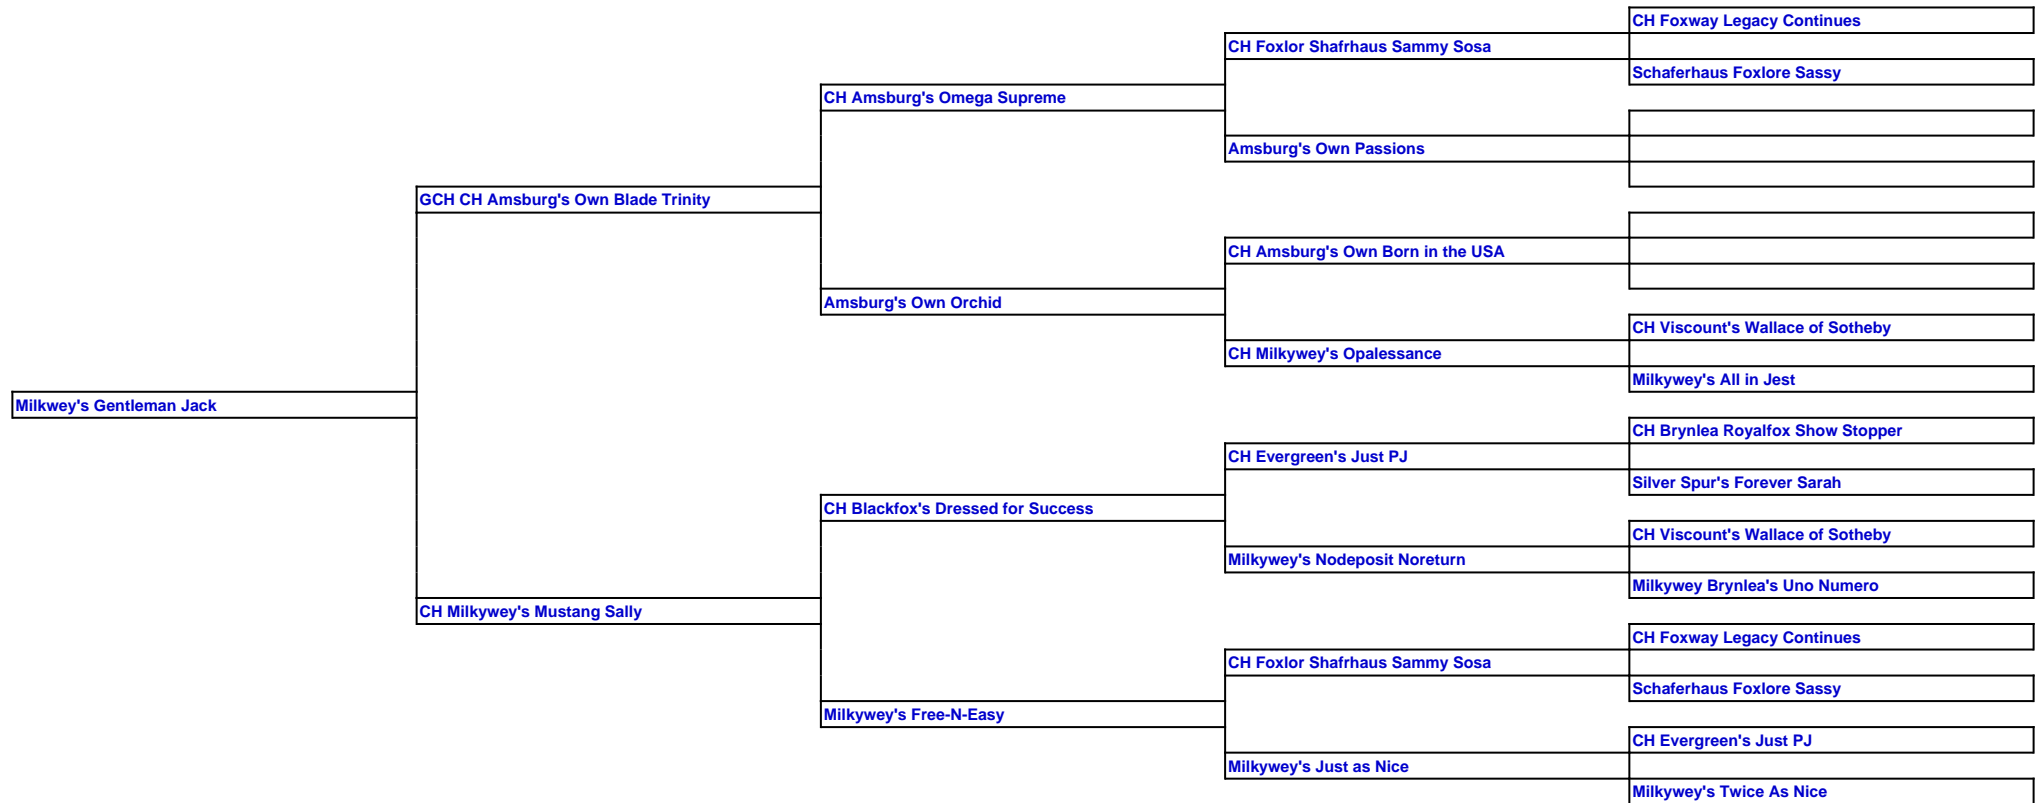 CH Foxway Legacy Continues
CH Foxlor Shafrhaus Sammy Sosa
Schaferhaus Foxlore Sassy
CH Amsburg's Omega Supreme
Amsburg's Own Passions
GCH CH Amsburg's Own Blade Trinity
CH Amsburg's Own Born in the USA
Amsburg's Own Orchid
CH Viscount's Wallace of Sotheby
CH Milkywey's Opalessance
Milkywey's All in Jest
Milkwey's Gentleman Jack
CH Brynlea Royalfox Show Stopper
CH Evergreen's Just PJ
Silver Spur's Forever Sarah
CH Blackfox's Dressed for Success
CH Viscount's Wallace of Sotheby
Milkywey's Nodeposit Noreturn
Milkywey Brynlea's Uno Numero
CH Milkywey's Mustang Sally
CH Foxway Legacy Continues
CH Foxlor Shafrhaus Sammy Sosa
Schaferhaus Foxlore Sassy
Milkywey's Free-N-Easy
CH Evergreen's Just PJ
Milkywey's Just as Nice
Milkywey's Twice As Nice